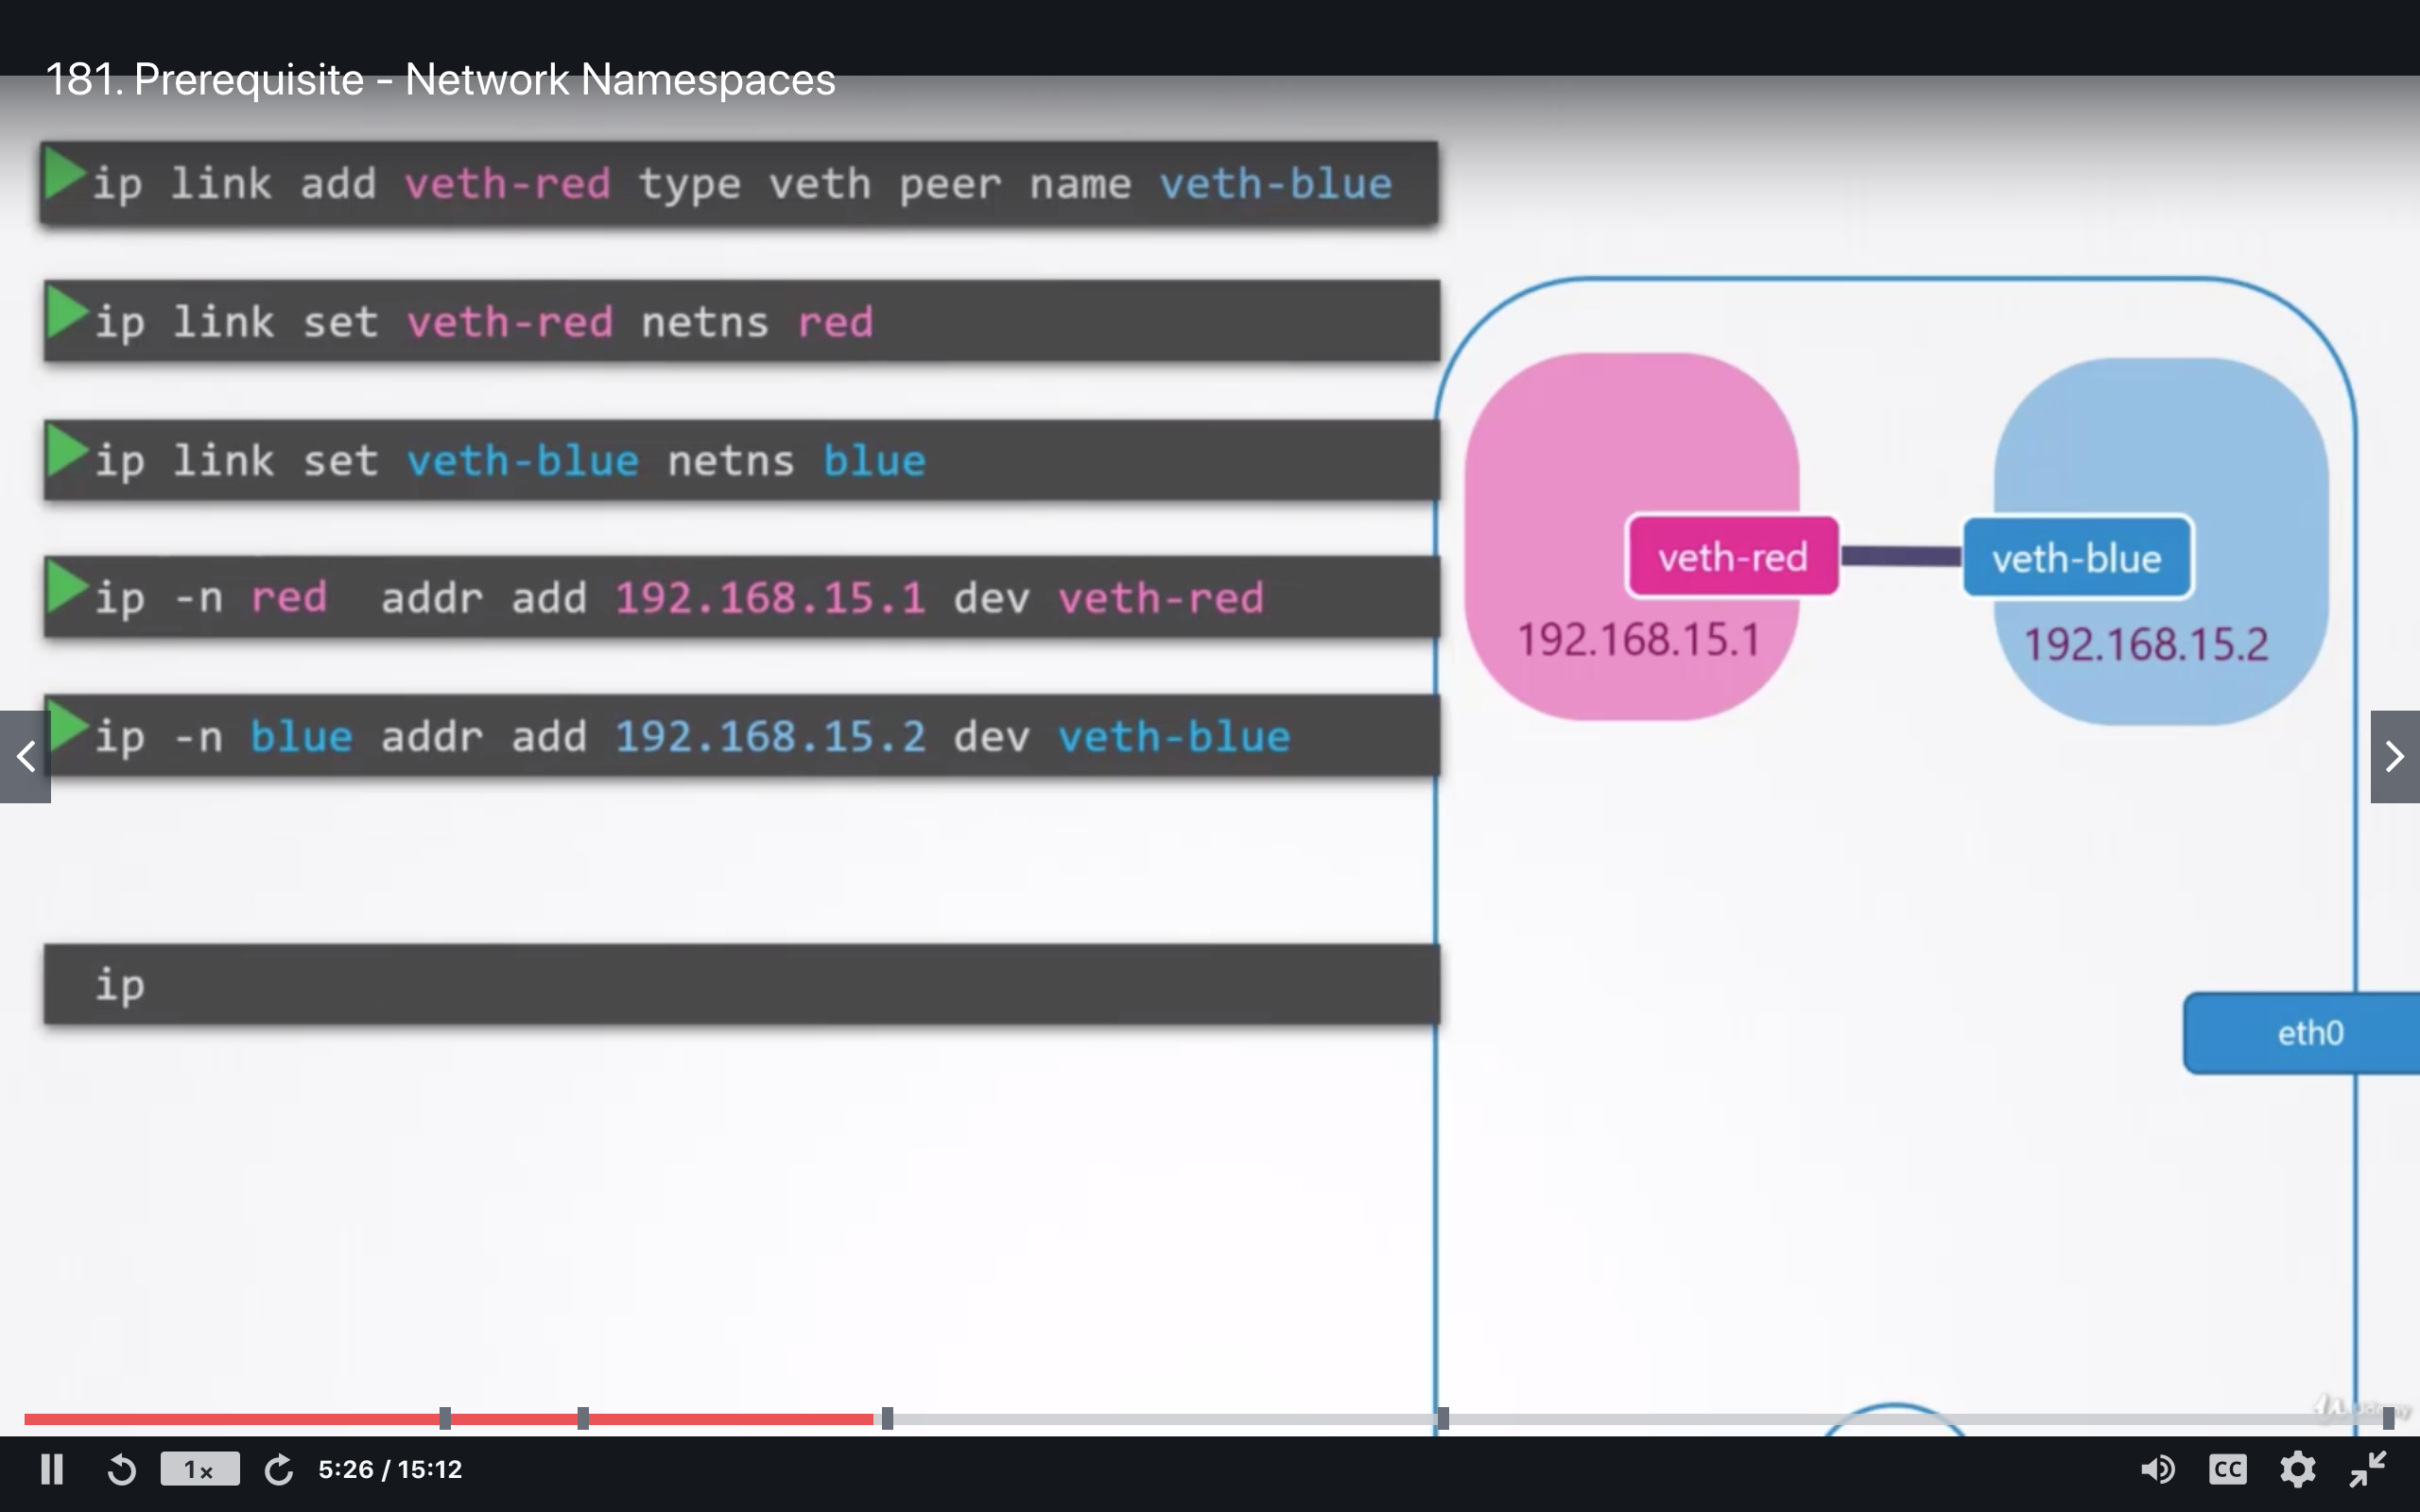 181. Prerequisite - Network Namespaces
ip link add veth-red type veth peer name veth-blue
ip link set veth-red netns red
ip link set veth-blue netns blue
ip -n red addr add 192.168.15.1 dev veth-red
ip -n blue addr add 192.168.15.2 dev veth-blue
ip
veth-red
veth-blue
192.168.15.1
192.168.15.2
eth0
Udemy
1x
5:26 / 15:12
CC